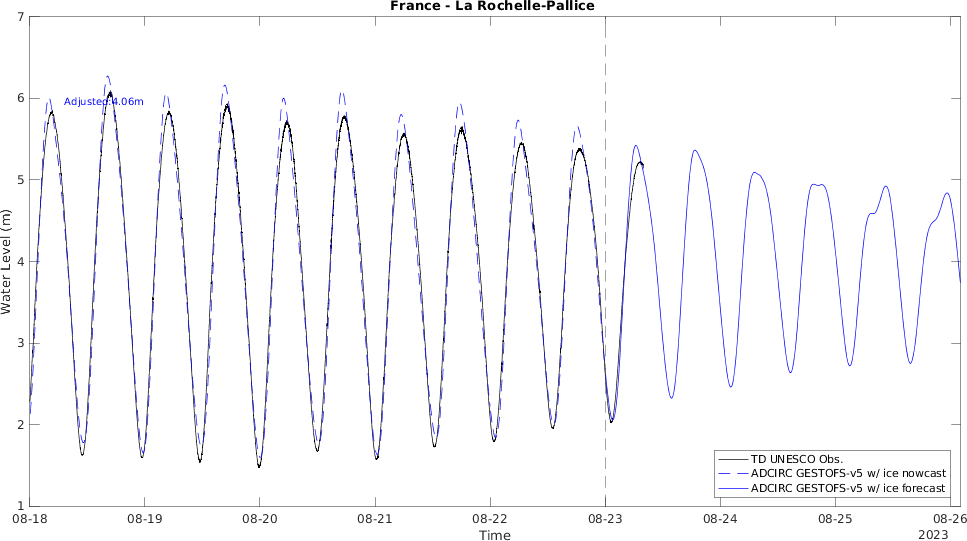 France - La Rochelle-Pallice
7
6
5
4
3
2
1
Water Level (m)
Adjusted:4.06m
TD UNESCO Obs.
ADCIRC GESTOFS-v5 w/ ice nowcast
ADCIRC GESTOFS-v5 w/ ice forecast
08-18 08-19 08-20 08-21 08-22 08-23 08-24 08-25 08-26
Time
2023